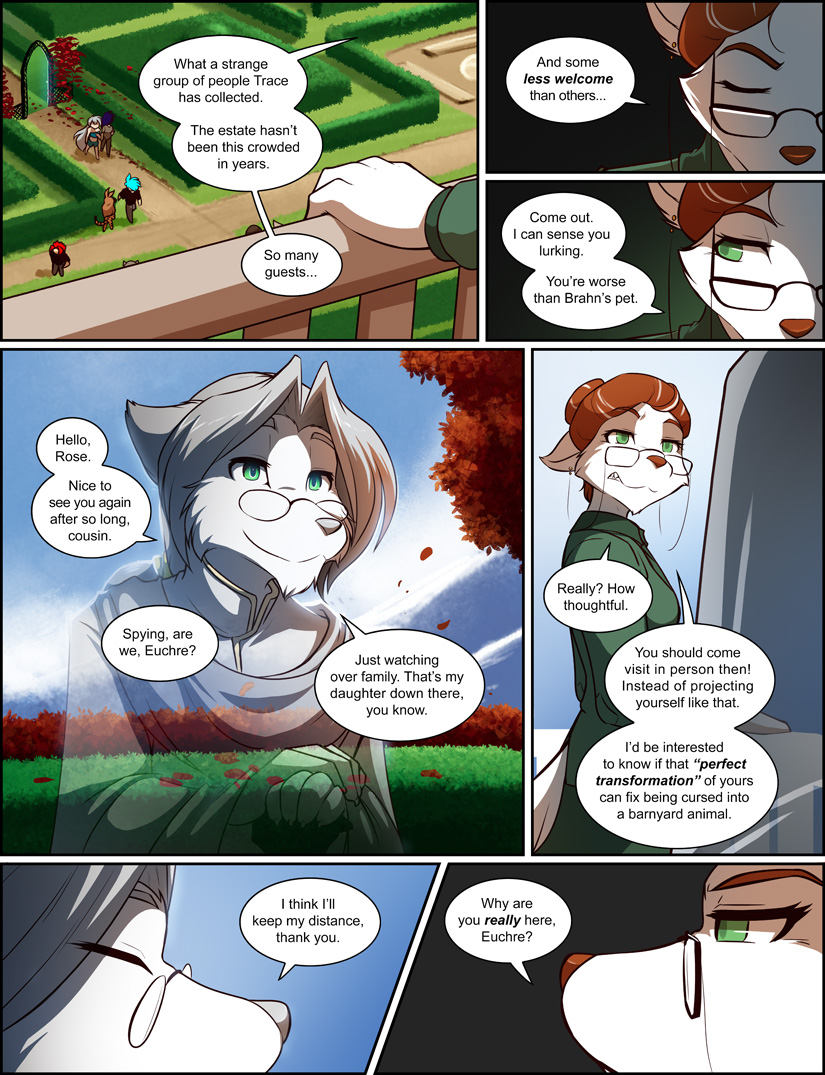 What a strange
group of people Trace
has collected.
The estate hasn't
been this crowded
in years.
So many
guests...
And some
less welcome
than others...
Come out.
I can sense you
lurking.
You're worse
than Brahn's pet.
Hello,
Rose.
Nice to
see you again
after so long,
cousin.
Spying, are
we, Euchre?
Just watching
over family. That's my
daughter down there,
you know.
Really? How
thoughtful.
You should come
visit in person then!
Instead of projecting
yourself like that.
I'd be interested
to know if that "perfect
transformation" of yours
can fix being cursed into
a barnyard animal.
I think I'll
keep my distance,
thank you.
Why are
you really here,
Euchre?